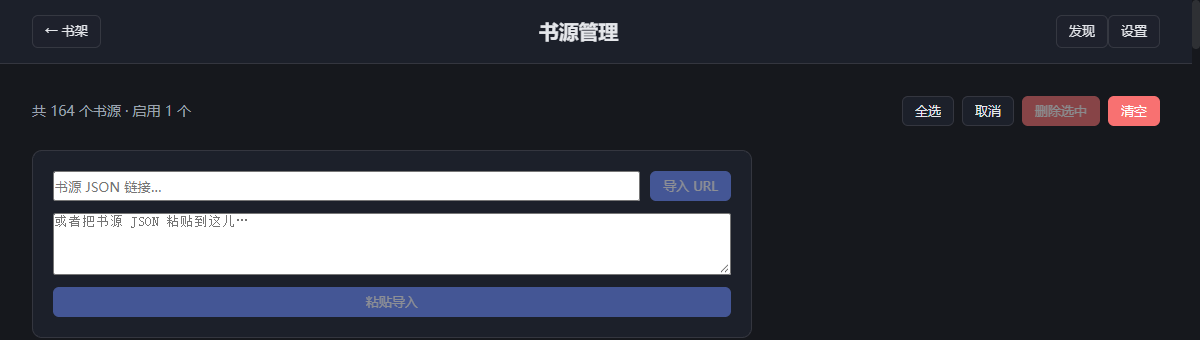 ← 书架
书源管理
发现
设置
共 164 个书源 · 启用 1 个
全选
取消
删除选中
清空
书源 JSON 链接...
导入 URL
或者把书源 JSON 粘贴到这儿…
粘贴导入